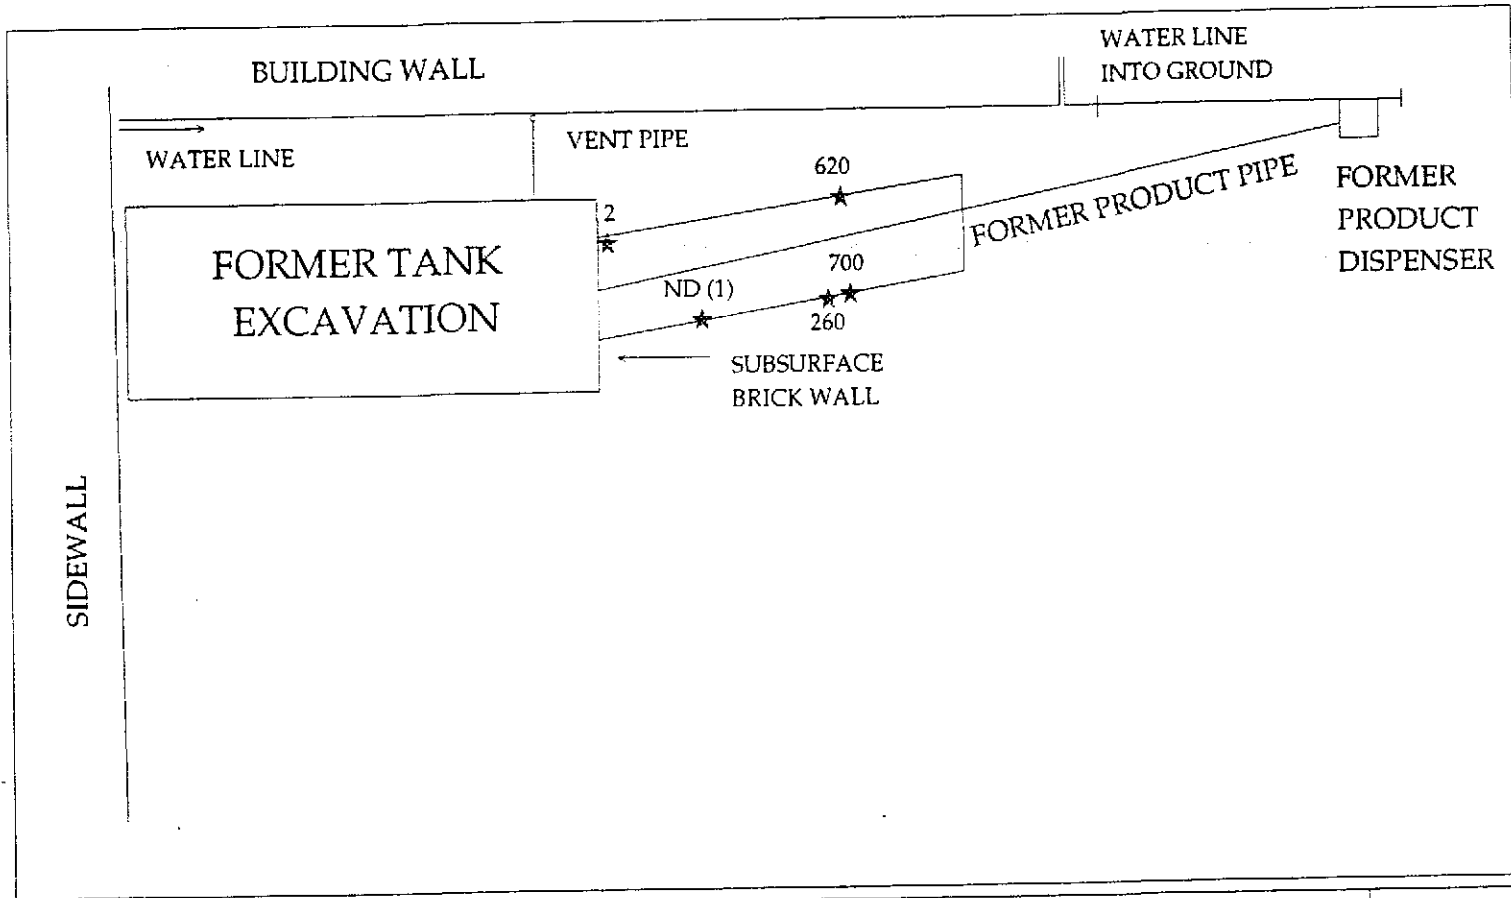 BUILDING WALL
WATER LINE
INTO GROUND
WATER LINE
VENT PIPE
620
2
FORMER PRODUCT PIPE
FORMER
PRODUCT
DISPENSER
FORMER TANK
EXCAVATION
700
ND (1)
260
SUBSURFACE
BRICK WALL
SIDEWALL